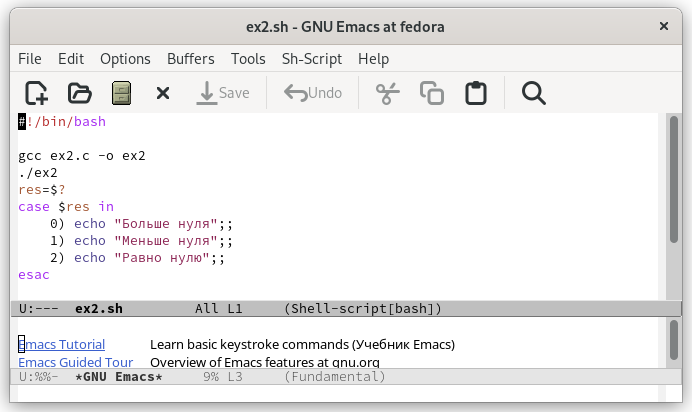 ex2.sh - GNU Emacs at fedora
File Edit Options Buffers Tools Sh-Script Help
Save Undo
#!/bin/bash
gcc ex2.c -o ex2
./ex2
res=$?
case $res in
    0) echo "Больше нуля";;
    1) echo "Меньше нуля";;
    2) echo "Равно нулю";;
esac
U:--- ex2.sh All L1 (Shell-script[bash])
Emacs Tutorial Learn basic keystroke commands (Учебник Emacs)
Emacs Guided Tour Overview of Emacs features at gnu.org
U:%%- *GNU Emacs* 9% L3 (Fundamental)